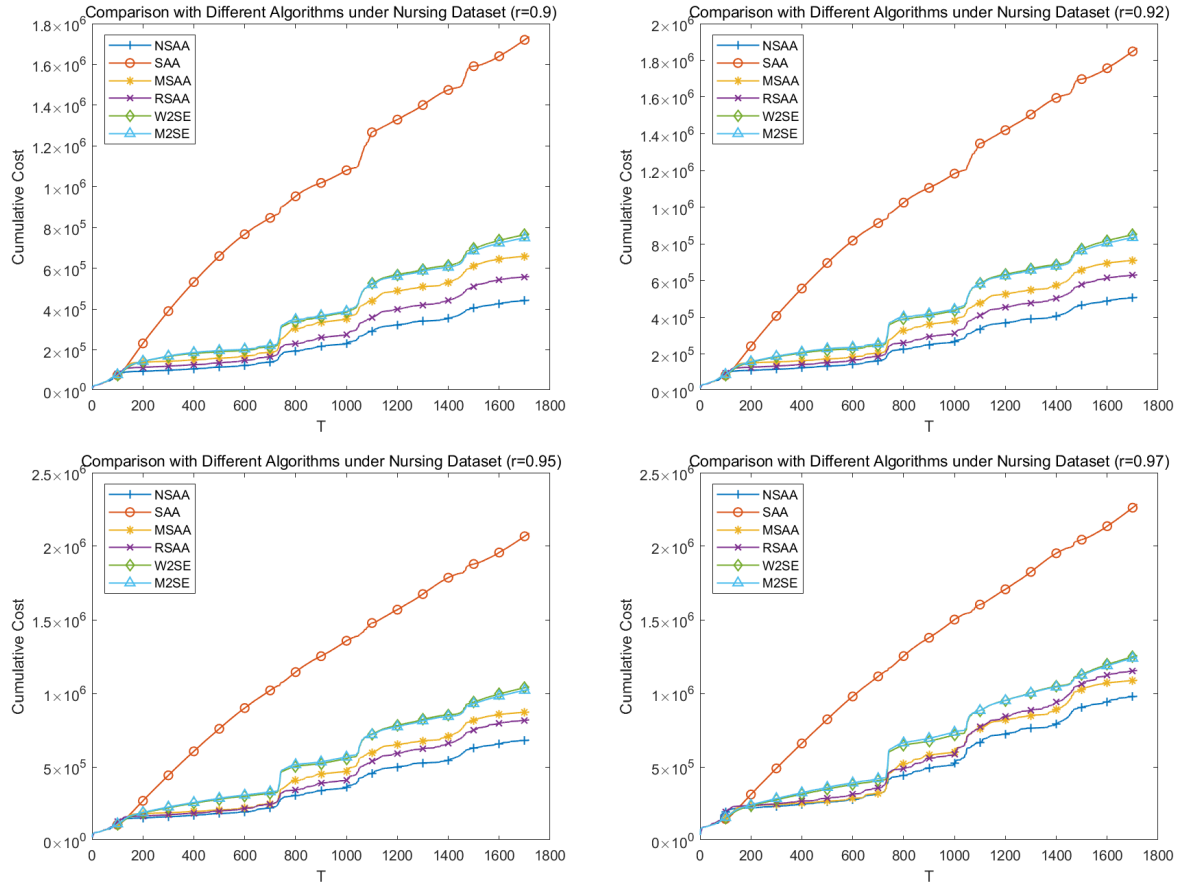 Comparison with Different Algorithms under Nursing Dataset (r=0.9)
1.8×10^6
1.6×10^6
1.4×10^6
1.2×10^6
1×10^6
8×10^5
6×10^5
4×10^5
2×10^5
0×10^0
Cumulative Cost
NSAA
SAA
MSAA
RSAA
W2SE
M2SE
0 200 400 600 800 1000 1200 1400 1600 1800
T
Comparison with Different Algorithms under Nursing Dataset (r=0.92)
2×10^6
1.8×10^6
1.6×10^6
1.4×10^6
1.2×10^6
1×10^6
8×10^5
6×10^5
4×10^5
2×10^5
0×10^0
Cumulative Cost
NSAA
SAA
MSAA
RSAA
W2SE
M2SE
0 200 400 600 800 1000 1200 1400 1600 1800
T
Comparison with Different Algorithms under Nursing Dataset (r=0.95)
2.5×10^6
2×10^6
1.5×10^6
1×10^6
5×10^5
0×10^0
Cumulative Cost
NSAA
SAA
MSAA
RSAA
W2SE
M2SE
0 200 400 600 800 1000 1200 1400 1600 1800
T
Comparison with Different Algorithms under Nursing Dataset (r=0.97)
2.5×10^6
2×10^6
1.5×10^6
1×10^6
5×10^5
0×10^0
Cumulative Cost
NSAA
SAA
MSAA
RSAA
W2SE
M2SE
0 200 400 600 800 1000 1200 1400 1600 1800
T